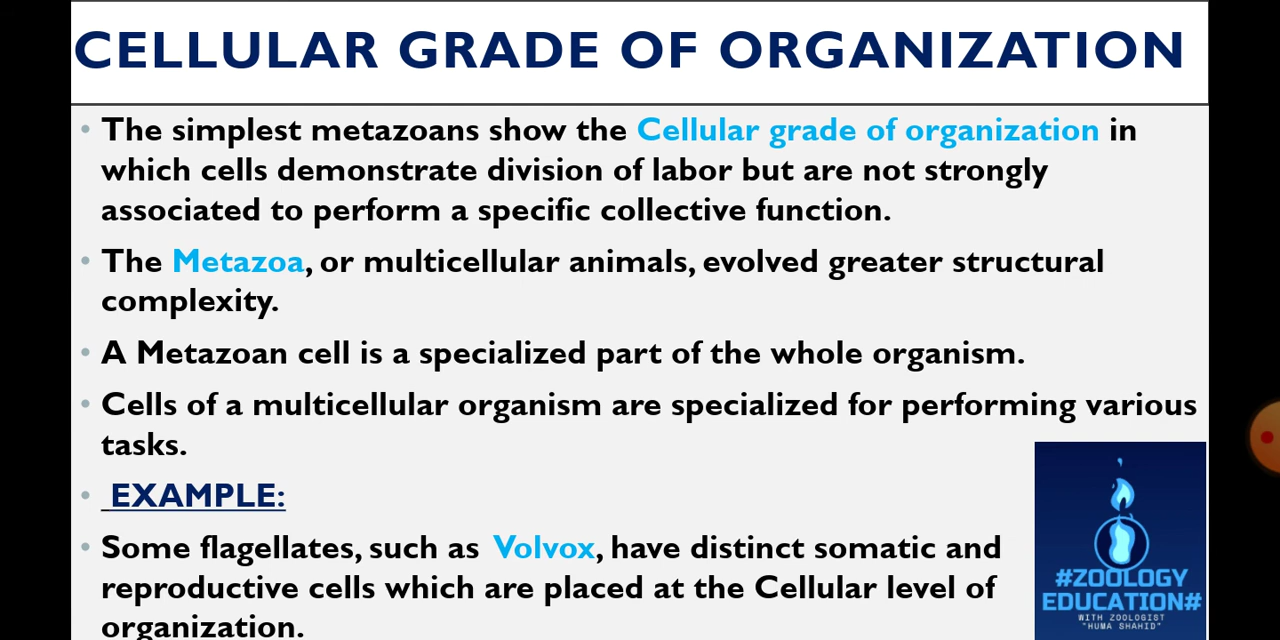 CELLULAR GRADE OF ORGANIZATION
• The simplest metazoans show the Cellular grade of organization in
which cells demonstrate division of labor but are not strongly
associated to perform a specific collective function.
• The Metazoa, or multicellular animals, evolved greater structural
complexity.
• A Metazoan cell is a specialized part of the whole organism.
• Cells of a multicellular organism are specialized for performing various
tasks.
• EXAMPLE:
• Some flagellates, such as Volvox, have distinct somatic and
reproductive cells which are placed at the Cellular level of
organization.
#ZOOLOGY
EDUCATION#
WITH ZOOLOGIST
"HUMA SHAHID"